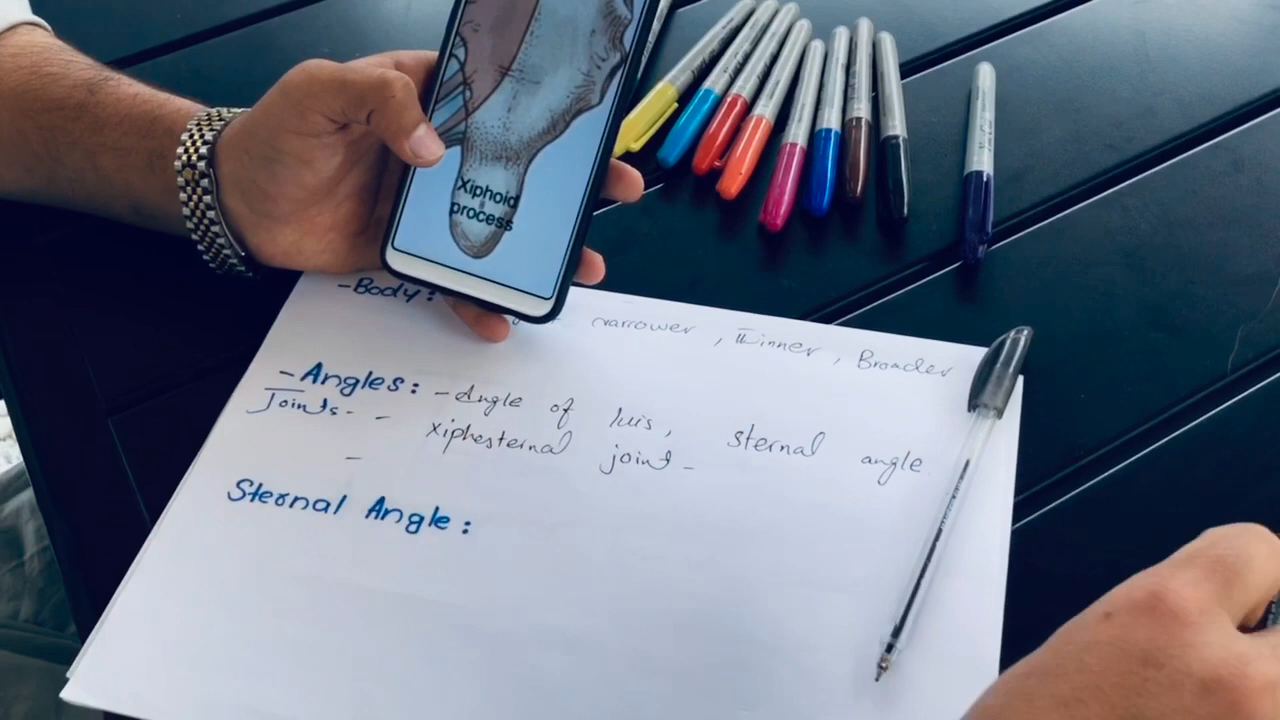 Xiphoid
process
-Body: narrower , Thinner , Broader
-Angles: -Angle of luis, sternal angle.
Joints- - xiphesternal joint-
-
Sternal Angle: